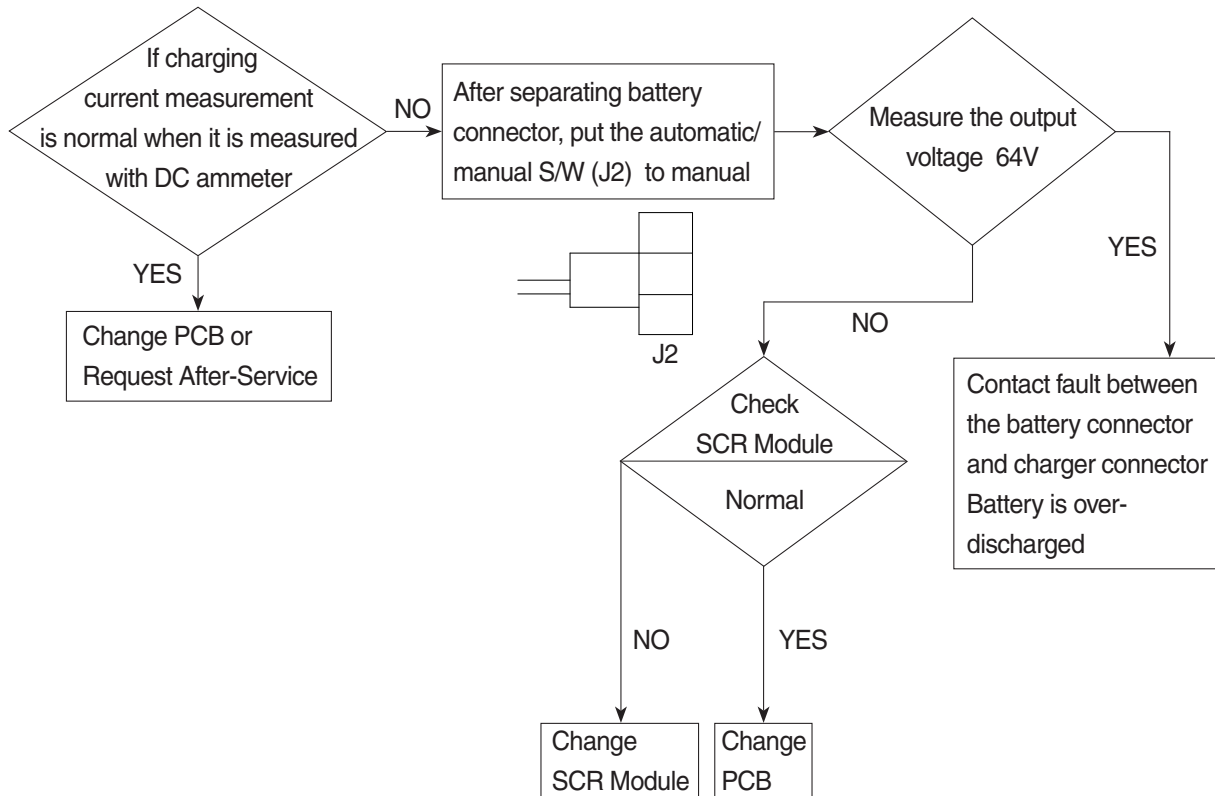 If charging
current measurement
is normal when it is measured
with DC ammeter
NO
After separating battery
connector, put the automatic/
manual S/W (J2) to manual
Measure the output
voltage 64V
YES
Change PCB or
Request After-Service
J2
NO
YES
Check
SCR Module
Normal
Contact fault between
the battery connector
and charger connector
Battery is over-
discharged
NO
YES
Change
SCR Module
Change
PCB